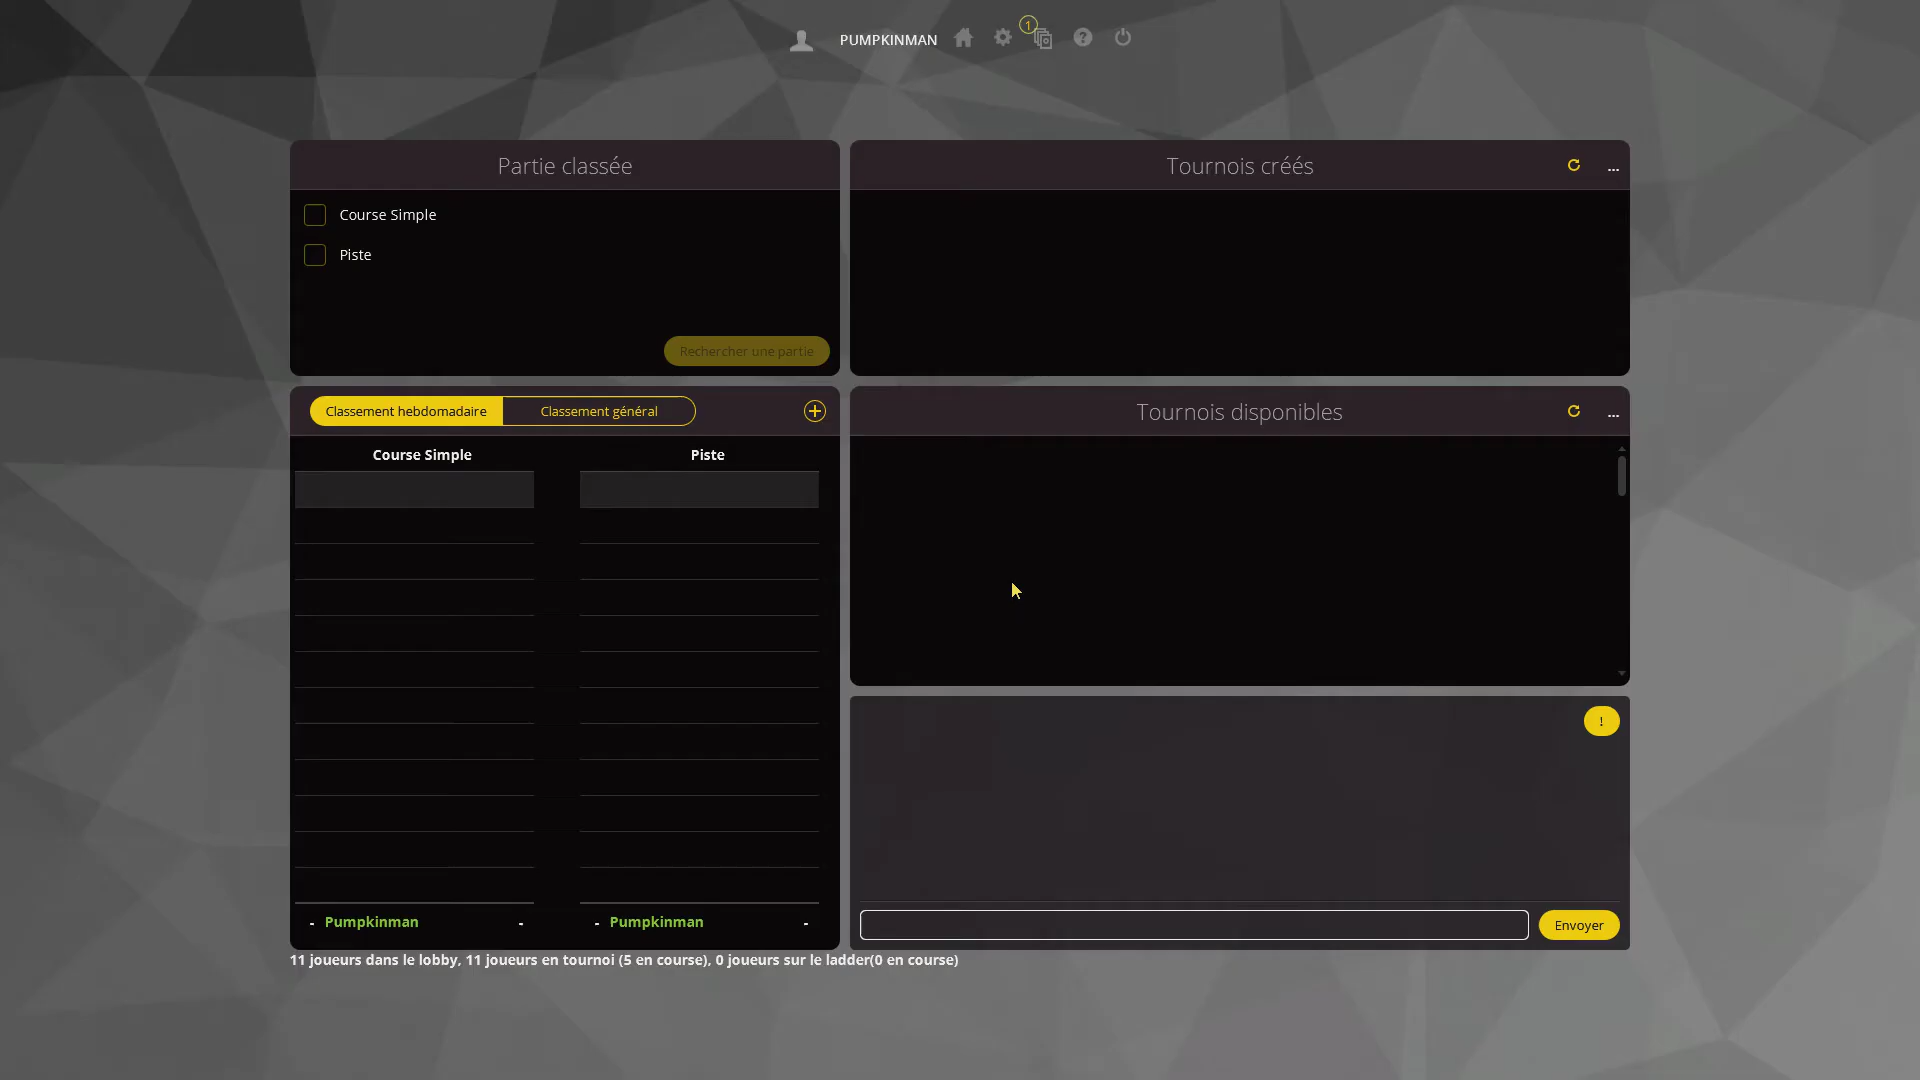 PUMPKINMAN
1
?
Partie classée
Course Simple
Piste
Rechercher une partie
Tournois créés
...
Classement hebdomadaire
Classement général
Course Simple
Piste
- Pumpkinman -
- Pumpkinman -
Tournois disponibles
...
!
Envoyer
11 joueurs dans le lobby, 11 joueurs en tournoi (5 en course), 0 joueurs sur le ladder(0 en course)